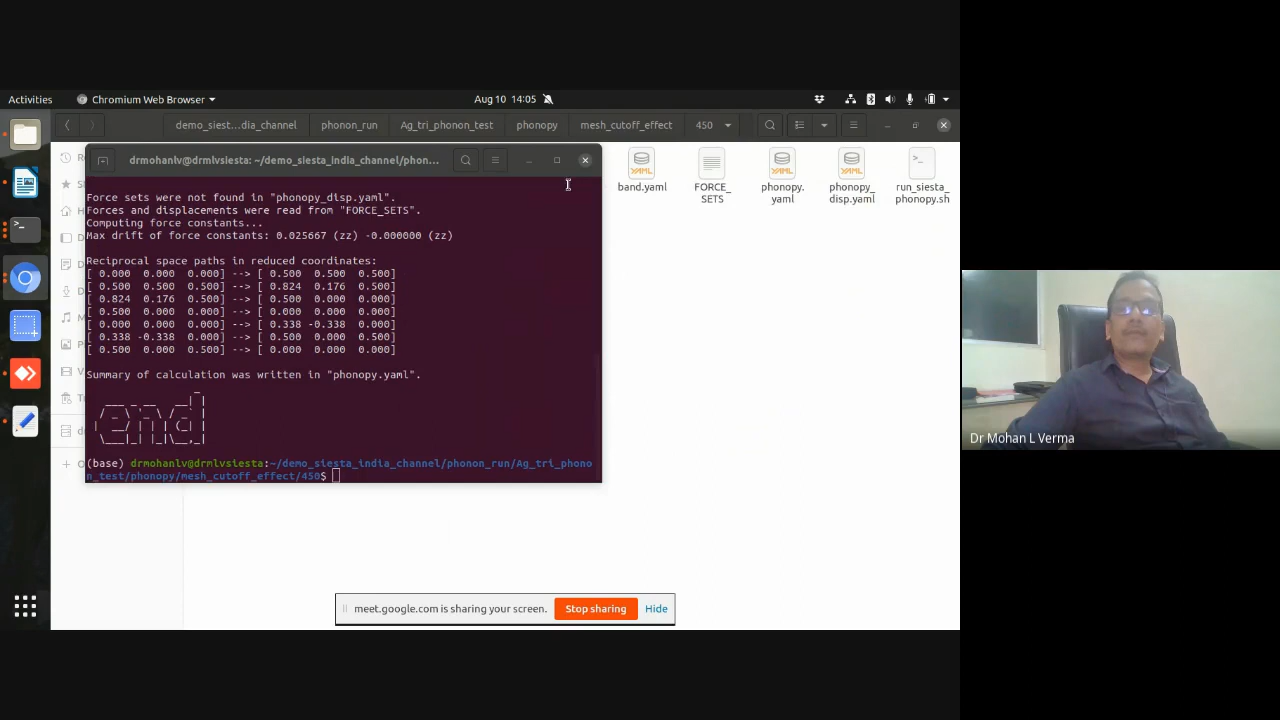 Activities
Chromium Web Browser
Aug 10 14:05
demo_siest…dia_channel
phonon_run
Ag_tri_phonon_test
phonopy
mesh_cutoff_effect
450
drmohanlv@drmlvsiesta: ~/demo_siesta_india_channel/phon...
band.yaml
FORCE_
SETS
phonopy.
yaml
phonopy_
disp.yaml
run_siesta_
phonopy.sh
Force sets were not found in "phonopy_disp.yaml".
Forces and displacements were read from "FORCE_SETS".
Computing force constants...
Max drift of force constants: 0.025667 (zz) -0.000000 (zz)
Reciprocal space paths in reduced coordinates:
[ 0.000 0.000 0.000] --> [ 0.500 0.500 0.500]
[ 0.500 0.500 0.500] --> [ 0.824 0.176 0.500]
[ 0.824 0.176 0.500] --> [ 0.500 0.000 0.000]
[ 0.500 0.000 0.000] --> [ 0.000 0.000 0.000]
[ 0.000 0.000 0.000] --> [ 0.338 -0.338 0.000]
[ 0.338 -0.338 0.000] --> [ 0.500 0.000 0.500]
[ 0.500 0.000 0.500] --> [ 0.000 0.000 0.000]
Summary of calculation was written in "phonopy.yaml".
end
(base) drmohanlv@drmlvsiesta:~/demo_siesta_india_channel/phonon_run/Ag_tri_phono
n_test/phonopy/mesh_cutoff_effect/450$
Dr Mohan L Verma
meet.google.com is sharing your screen.
Stop sharing
Hide